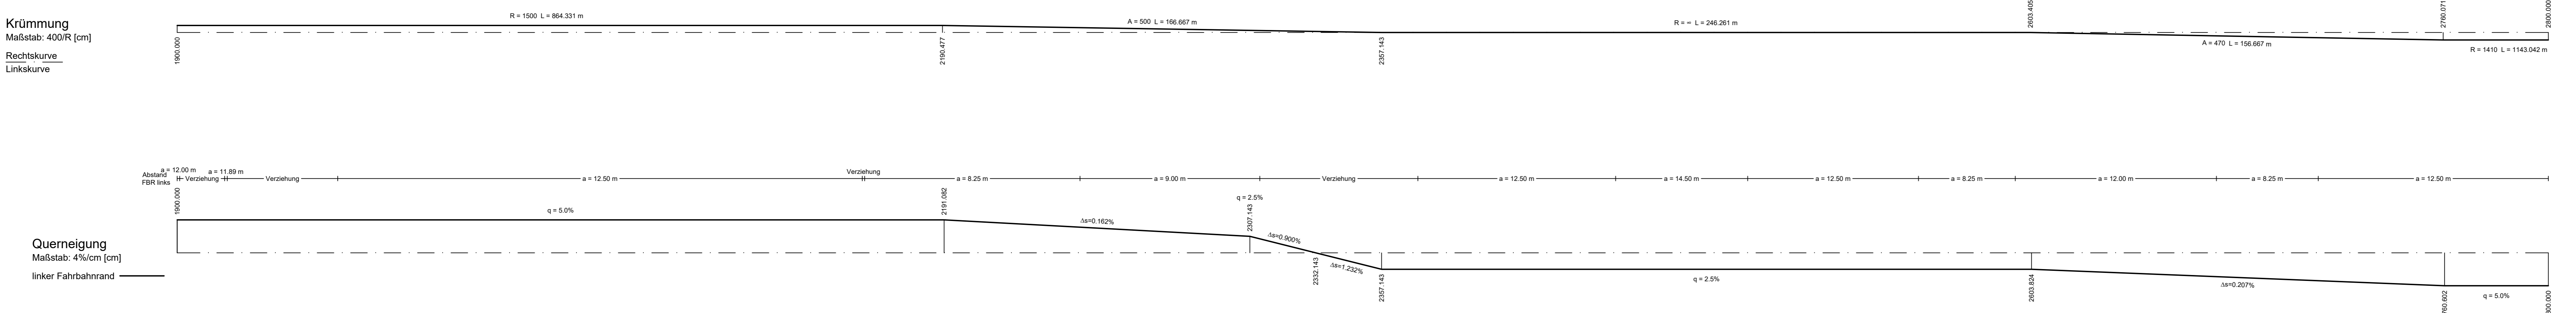 Krümmung
Maßstab: 400/R [cm]
Rechtskurve
Linkskurve
R = 1500 L = 864.331 m
A = 500 L = 166.667 m
R = ∞ L = 246.261 m
A = 470 L = 156.667 m
R = 1410 L = 1143.042 m
1900.000
2190.477
2357.143
2603.405
2760.071
2800.000
Abstand
FBR links
a = 12.00 m
Verziehung
a = 11.89 m
Verziehung
a = 12.50 m
Verziehung
a = 8.25 m
a = 9.00 m
Verziehung
a = 12.50 m
a = 14.50 m
a = 12.50 m
a = 8.25 m
a = 12.00 m
a = 8.25 m
a = 12.50 m
Querneigung
Maßstab: 4%/cm [cm]
linker Fahrbahnrand
1900.000
q = 5.0%
2191.082
Δs=0.162%
q = 2.5%
2307.143
Δs=0.900%
2332.143
Δs=1.232%
2357.143
q = 2.5%
2603.824
Δs=0.207%
760.602
q = 5.0%
800.000